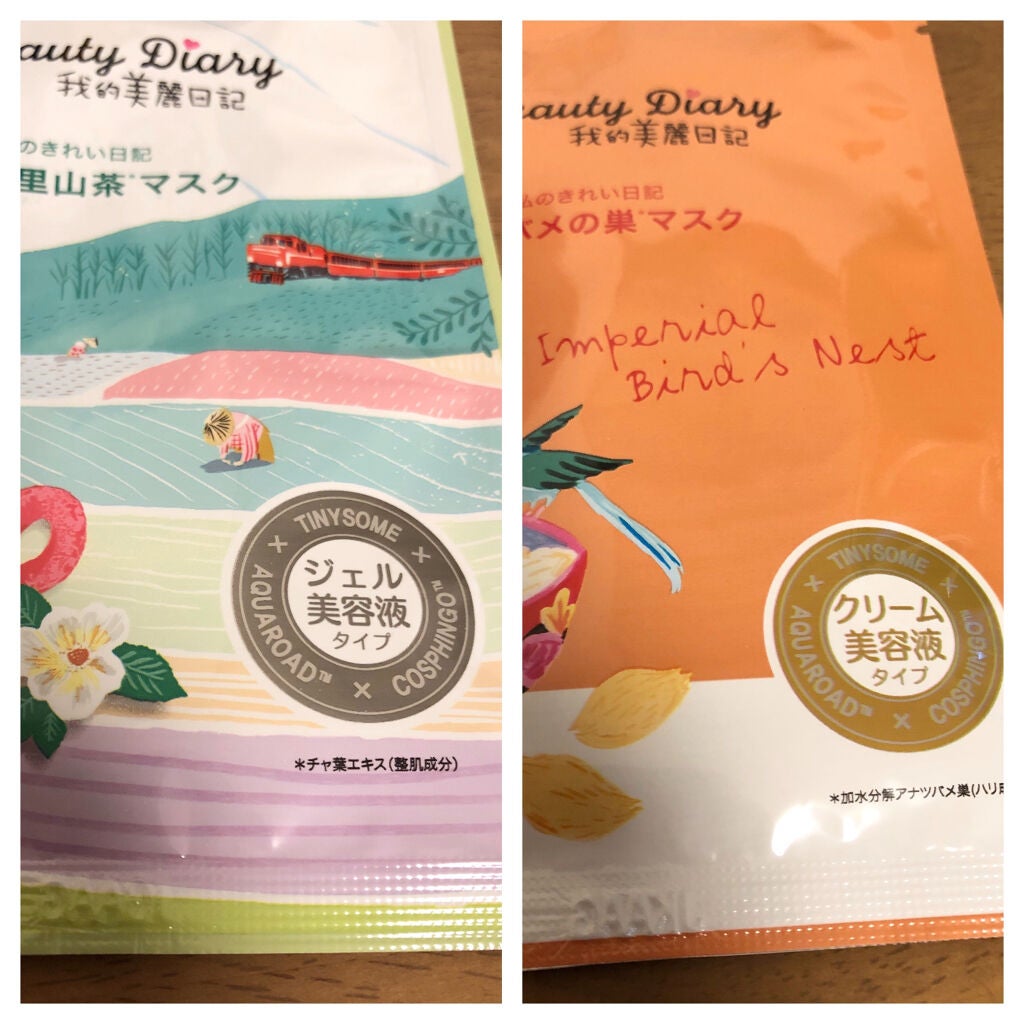 auty Diary
我的美麗日記
のきれい日記
里山茶*マスク
TINYSOME
ジェル
美容液
タイプ
AQUAROAD™ × COSPHINGO™ ×
*チャ葉エキス(整肌成分)
eauty Diary
我的美麗日記
私のきれい日記
バメの巣*マスク
Imperial
Bird's Nest
TINYSOME
クリーム
美容液
タイプ
AQUAROAD™ × COSPHINGO™ ×
*加水分解アナツバメ巣(ハリ